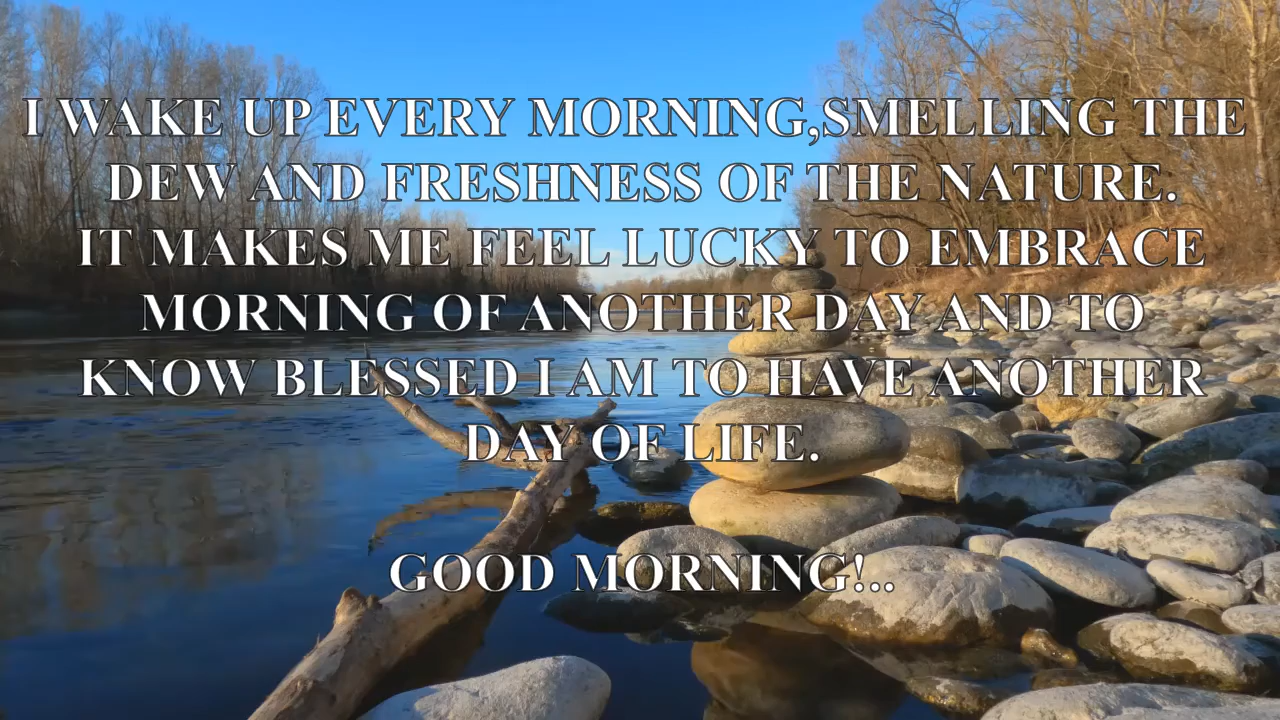 I WAKE UP EVERY MORNING,SMELLING THE
DEW AND FRESHNESS OF THE NATURE.
IT MAKES ME FEEL LUCKY TO EMBRACE
MORNING OF ANOTHER DAY AND TO
KNOW BLESSED I AM TO HAVE ANOTHER
DAY OF LIFE.
GOOD MORNING!..